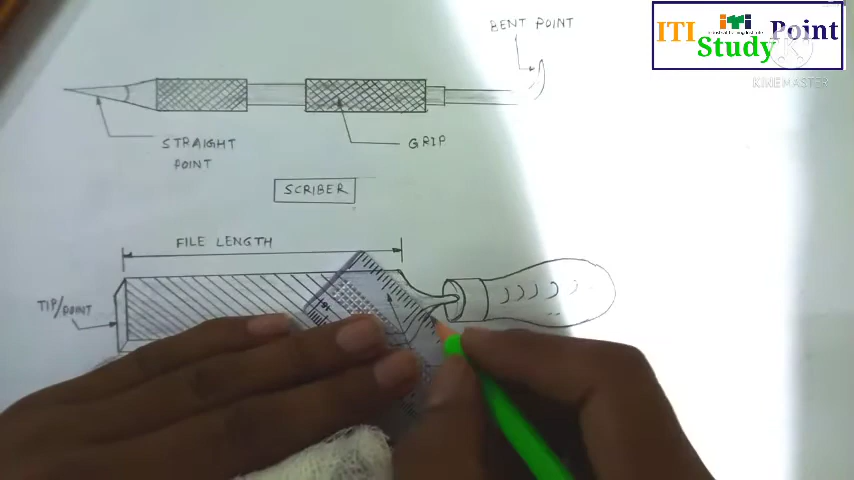 BENT POINT
ITI Point
Study
KINEMASTER
STRAIGHT
POINT
GRIP
SCRIBER
FILE LENGTH
TIP/POINT